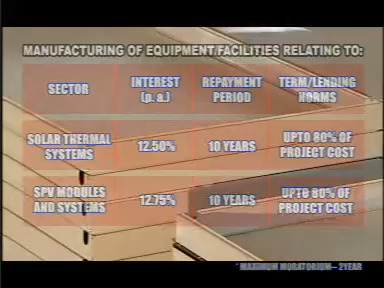 MANUFACTURING OF EQUIPMENT/FACILITIES RELATING TO:
SECTOR INTEREST (p. a.) REPAYMENT PERIOD TERM/LENDING NORMS
SOLAR THERMAL SYSTEMS 12.50% 10 YEARS UPTO 80% OF PROJECT COST
SPV MODULES AND SYSTEMS 12.75% 10 YEARS UPTO 80% OF PROJECT COST
* MAXIMUM MORATORIUM– 2YEAR